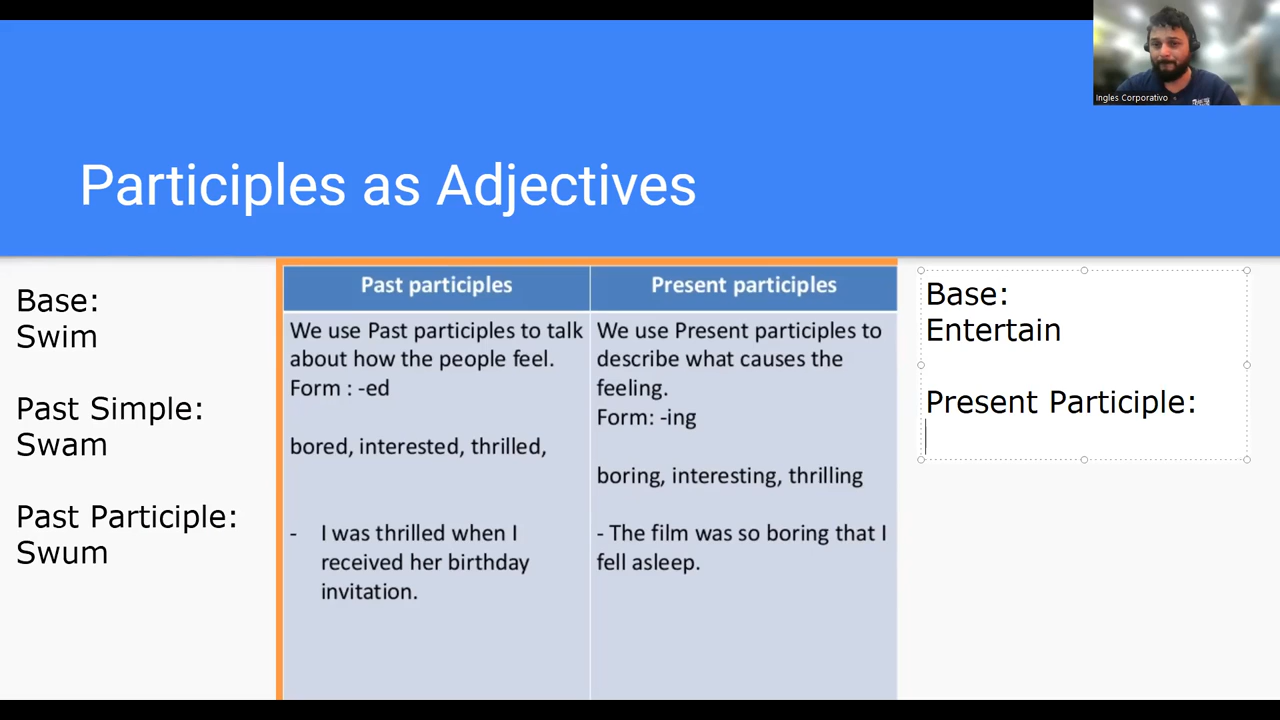 Ingles Corporativo
Participles as Adjectives
Base:
Swim
Past Simple:
Swam
Past Participle:
Swum
Past participles
We use Past participles to talk
about how the people feel.
Form : -ed
bored, interested, thrilled,
- I was thrilled when I
received her birthday
invitation.
Present participles
We use Present participles to
describe what causes the
feeling.
Form: -ing
boring, interesting, thrilling
- The film was so boring that I
fell asleep.
Base:
Entertain
Present Participle: